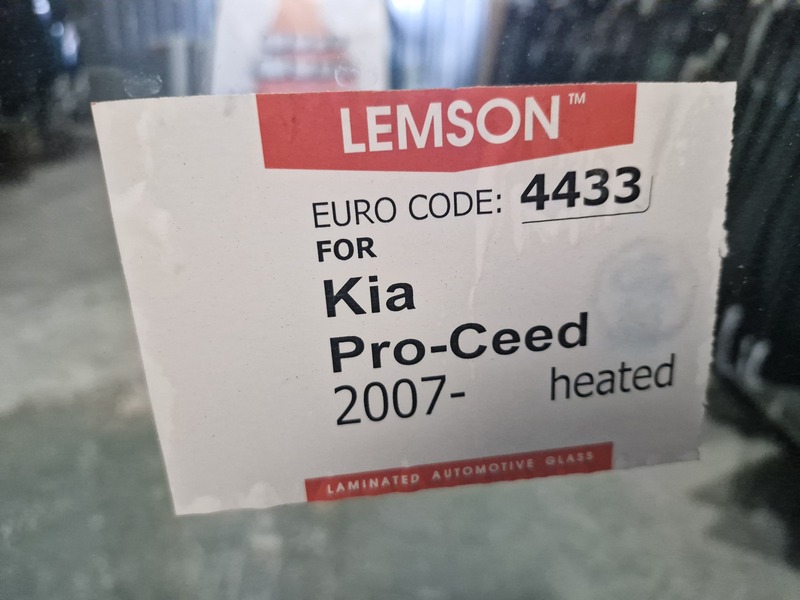 LEMSON™
EURO CODE: 4433
FOR
Kia
Pro-Ceed
2007- heated
LAMINATED AUTOMOTIVE GLASS